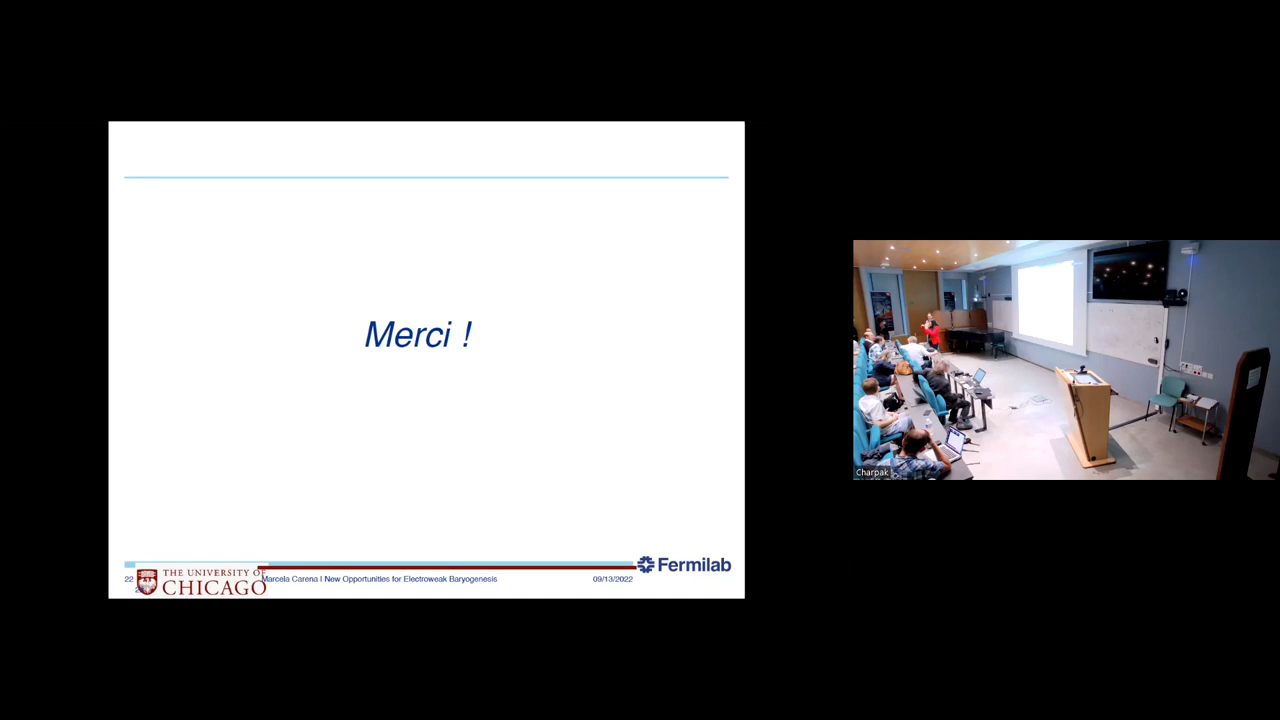 Merci !
22
THE UNIVERSITY OF
CHICAGO
Marcela Carena I New Opportunities for Electroweak Baryogenesis
09/13/2022
Fermilab
Charpak